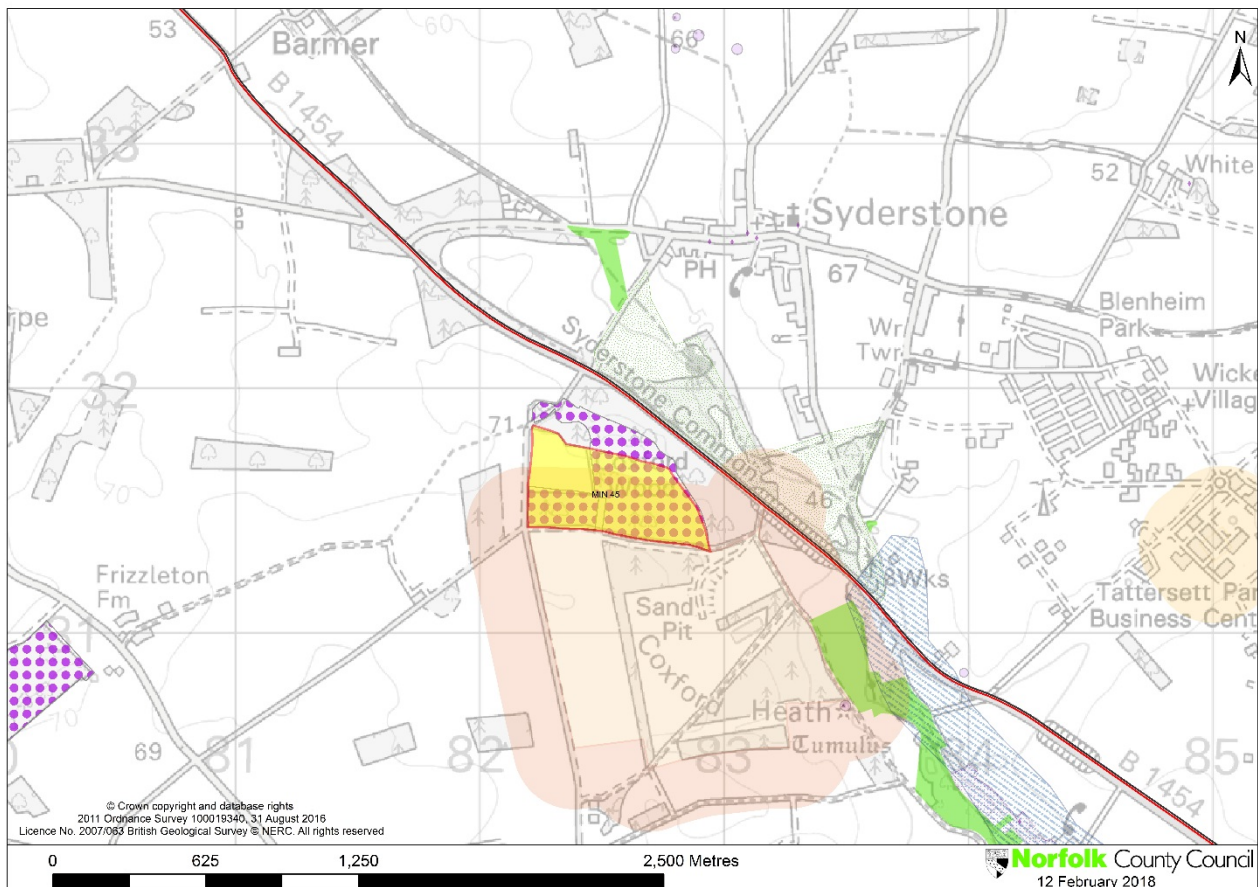 53
Barmer
60
66
N
B 1454
33
52
White
Syderstone
PH
67
Blenheim
Park
Wr
Twr
Syderstone Common
32
Wicke
Villag
71
MIN 45
46
Frizzleton
Fm
Wks
Tattersett Par
Business Cent
Sand
Pit
Coxford
Heath
Tumulus
69
81
82
83
84
85
B 1454
© Crown copyright and database rights
2011 Ordnance Survey 100019340, 31 August 2016
Licence No. 2007/063 British Geological Survey © NERC. All rights reserved
0 625 1,250 2,500 Metres
Norfolk County Council
12 February 2018